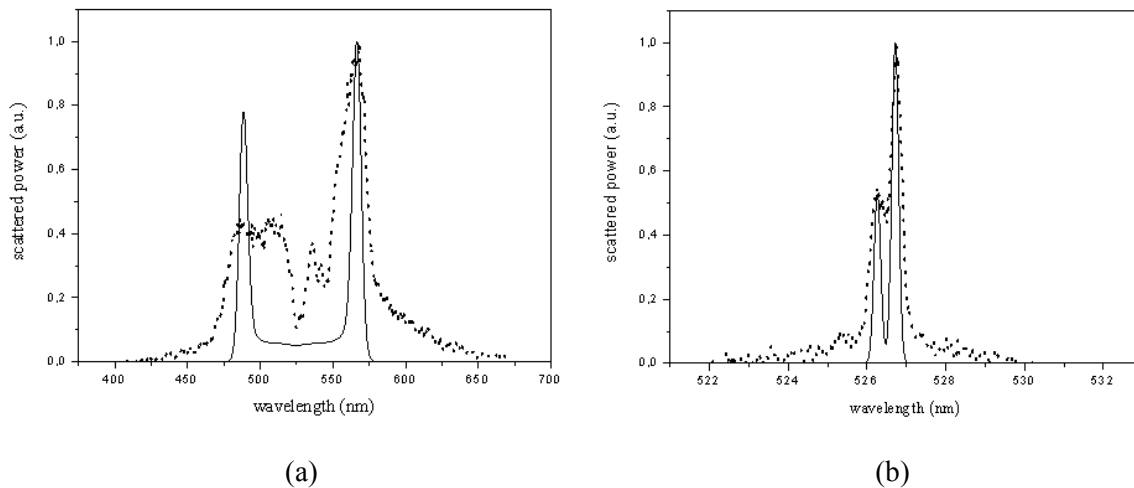 1,0
0,8
0,6
0,4
0,2
0,0
scattered power (a.u.)
400 450 500 550 600 650 700
wavelength (nm)
(a)
1,0
0,8
0,6
0,4
0,2
0,0
scattered power (a.u.)
522 524 526 528 530 532
wavelength (nm)
(b)